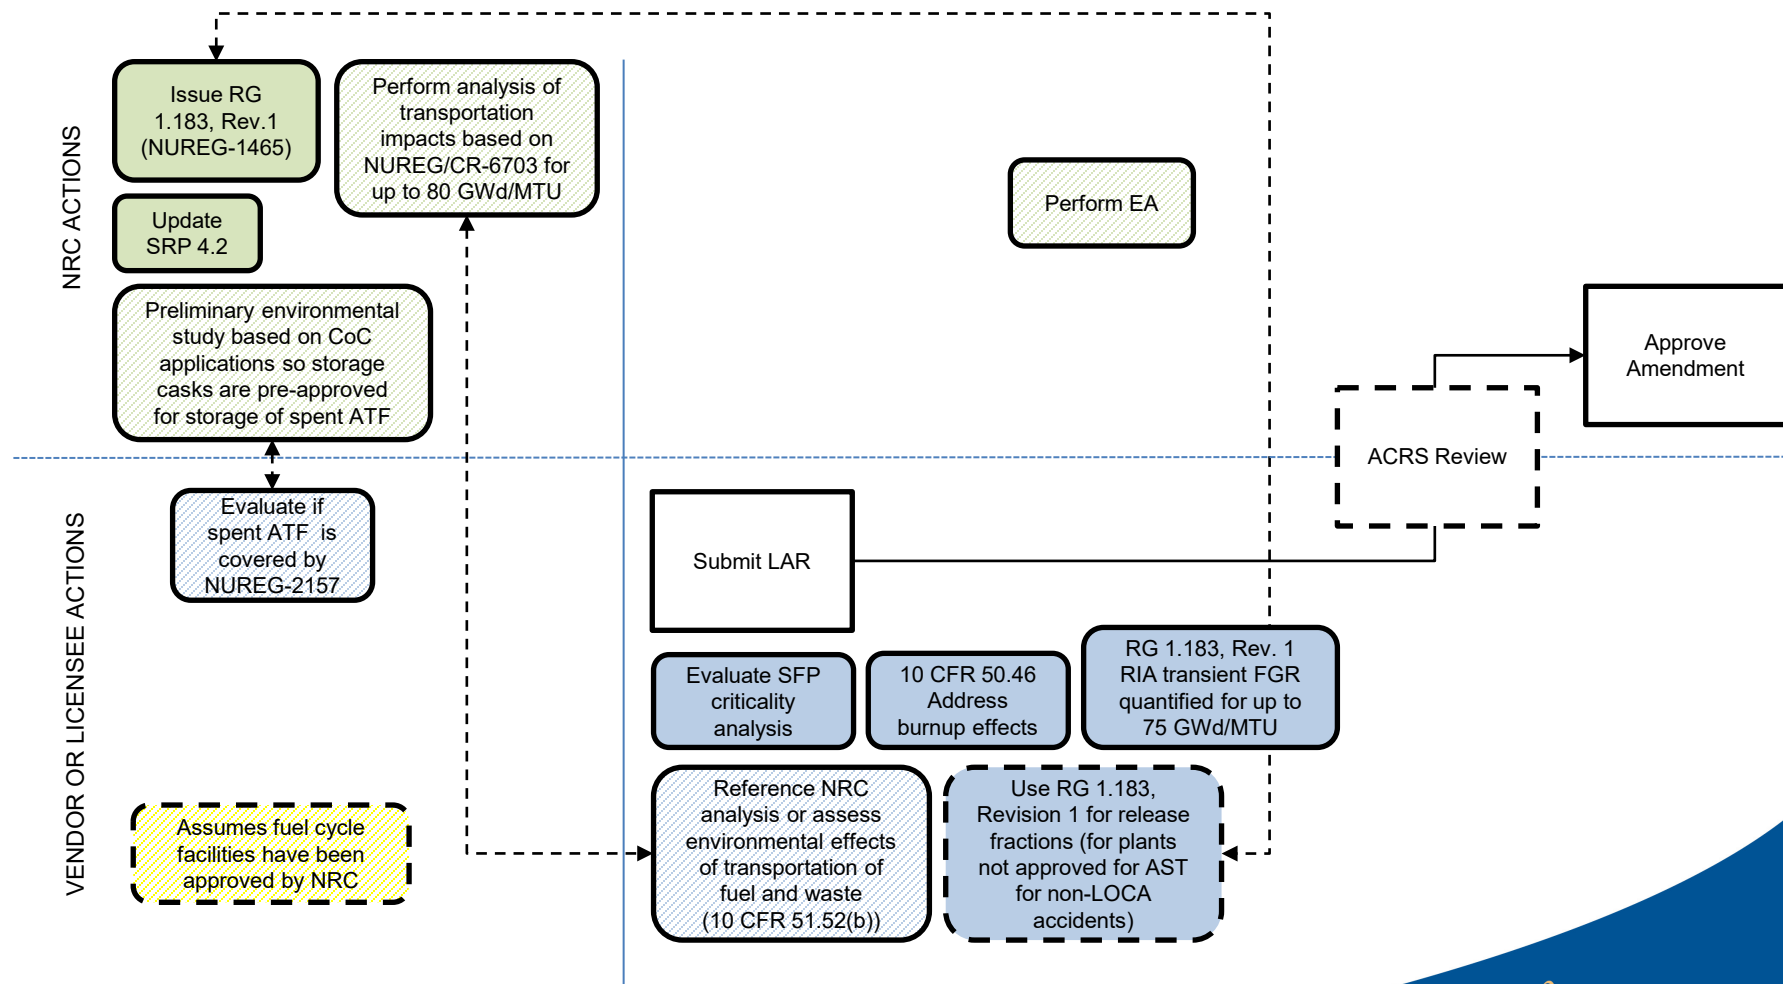 NRC ACTIONS
Issue RG
1.183, Rev.1
(NUREG-1465)
Perform analysis of
transportation
impacts based on
NUREG/CR-6703 for
up to 80 GWd/MTU
Update
SRP 4.2
Perform EA
Preliminary environmental
study based on CoC
applications so storage
casks are pre-approved
for storage of spent ATF
Approve
Amendment
ACRS Review
VENDOR OR LICENSEE ACTIONS
Evaluate if
spent ATF is
covered by
NUREG-2157
Submit LAR
Evaluate SFP
criticality
analysis
10 CFR 50.46
Address
burnup effects
RG 1.183, Rev. 1
RIA transient FGR
quantified for up to
75 GWd/MTU
Assumes fuel cycle
facilities have been
approved by NRC
Reference NRC
analysis or assess
environmental effects
of transportation of
fuel and waste
(10 CFR 51.52(b))
Use RG 1.183,
Revision 1 for release
fractions (for plants
not approved for AST
for non-LOCA
accidents)